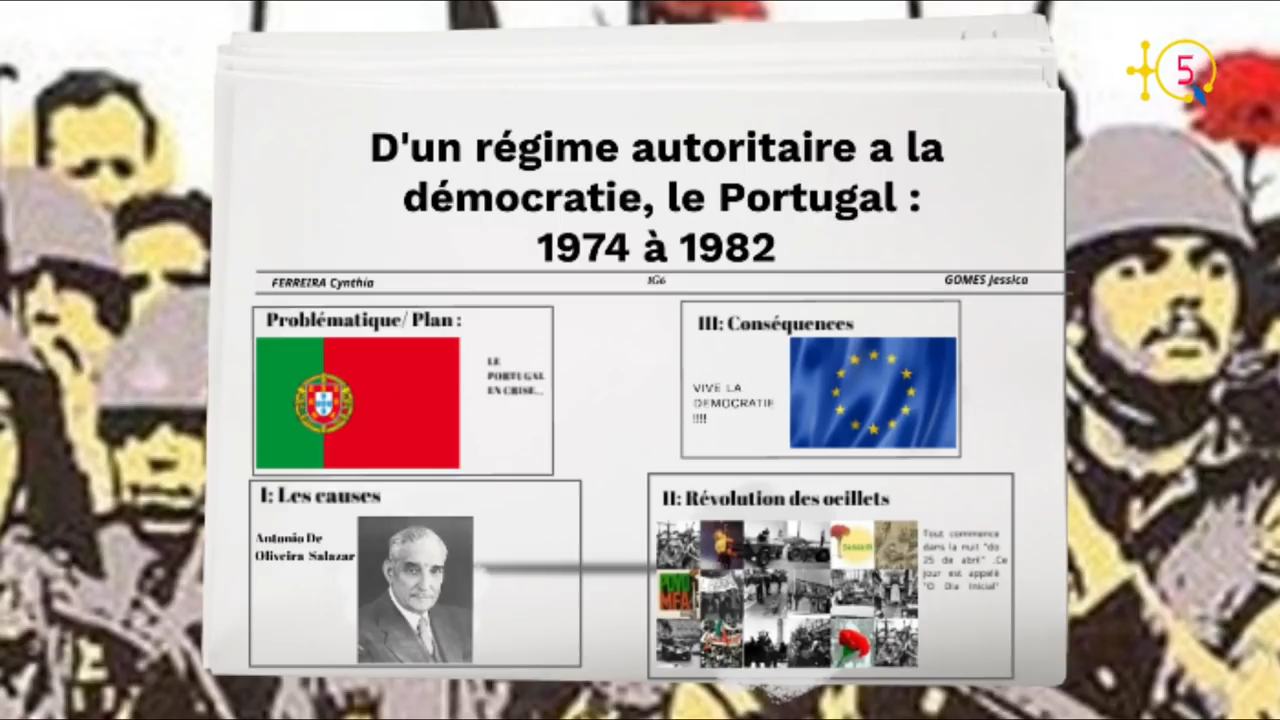 5
D'un régime autoritaire a la
démocratie, le Portugal :
1974 à 1982
FERREIRA Cynthia
1G6
GOMES Jessica
Problématique/ Plan :
LE
PORTUGAL
EN CRISE...
III: Conséquences
VIVE LA
DEMOCRATIE
!!!!
I: Les causes
Antonio De
Oliveira Salazar
II: Révolution des oeillets
MFA
Tout commence
dans la nuit "do
25 de abril" .Ce
jour est appelé
"O Dia Inicial"